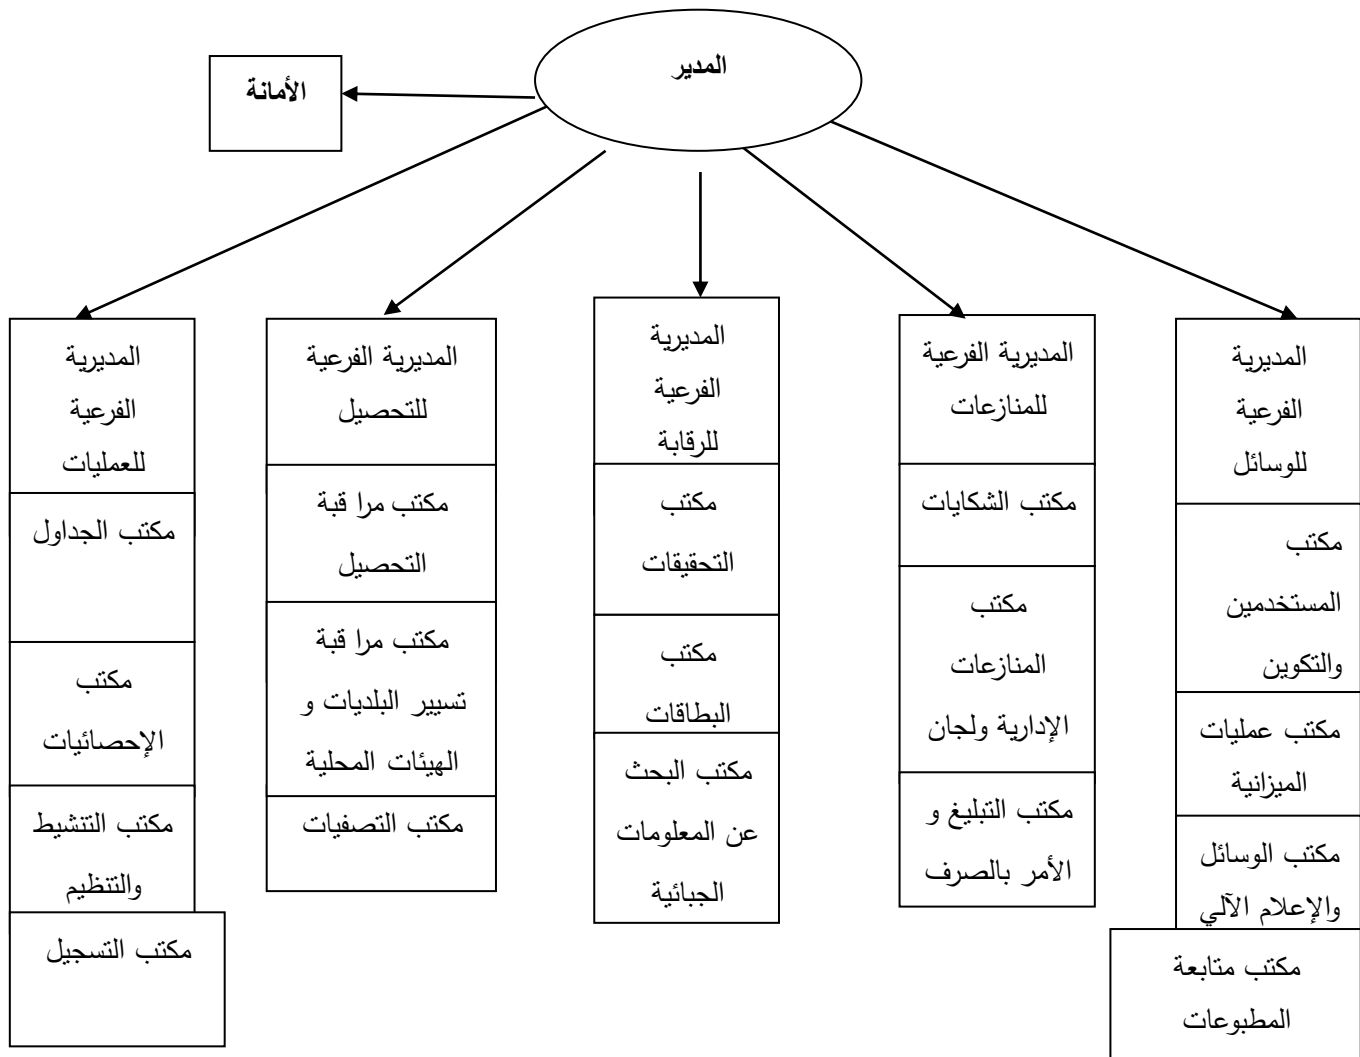 المدير
الأمانة
المديرية
الفرعية
للوسائل
مكتب
المستخدمين
والتكوين
مكتب عمليات
الميزانية
مكتب الوسائل
والإعلام الآلي
مكتب متابعة
المطبوعات
المديرية الفرعية
للمنازعات
مكتب الشكايات
مكتب
المنازعات
الإدارية ولجان
مكتب التبليغ و
الأمر بالصرف
المديرية
الفرعية
للرقابة
مكتب
التحقيقات
مكتب
البطاقات
مكتب البحث
عن المعلومات
الجبائية
المديرية الفرعية
للتحصيل
مكتب مرا قبة
التحصيل
مكتب مرا قبة
تسيير البلديات و
الهيئات المحلية
مكتب التصفيات
المديرية
الفرعية
للعمليات
مكتب الجداول
مكتب
الإحصائيات
مكتب التنشيط
والتنظيم
مكتب التسجيل